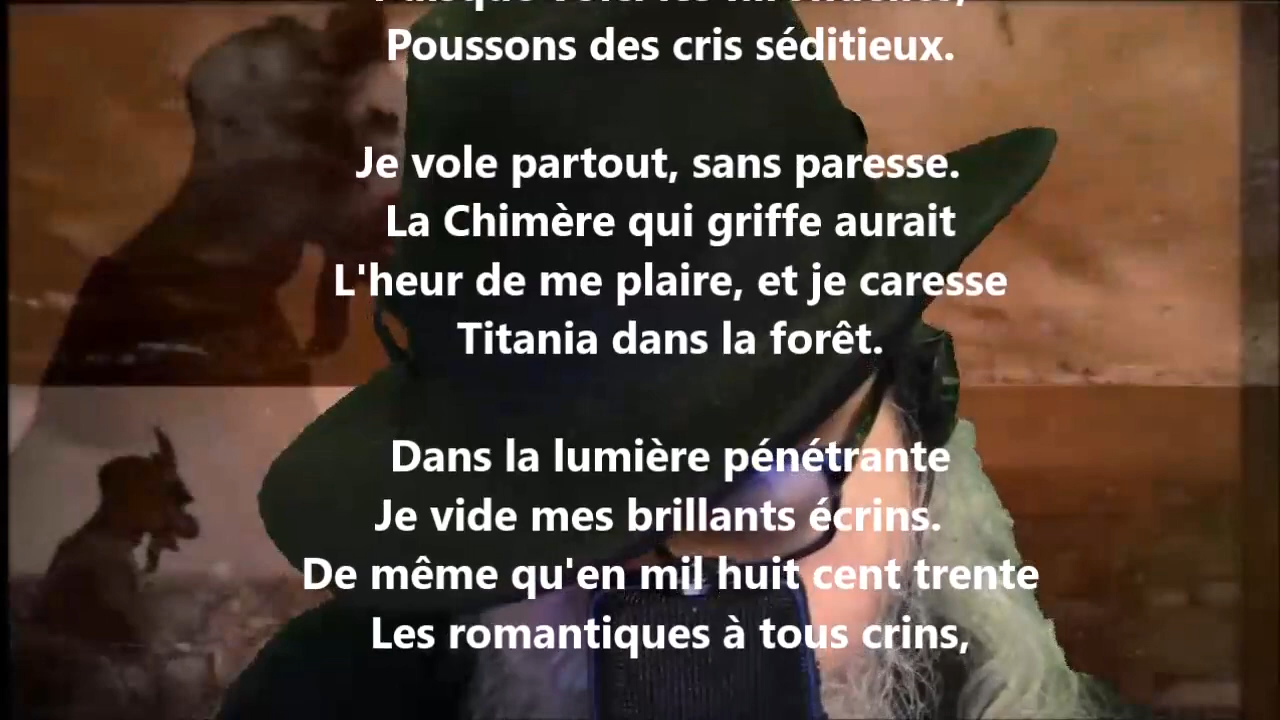 Poussons des cris séditieux.
Je vole partout, sans paresse.
La Chimère qui griffe aurait
L'heur de me plaire, et je caresse
Titania dans la forêt.
Dans la lumière pénétrante
Je vide mes brillants écrins.
De même qu'en mil huit cent trente
Les romantiques à tous crins,